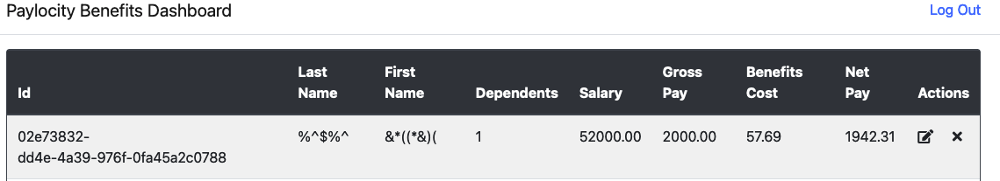 Paylocity Benefits Dashboard
Log Out
Id Last Name First Name Dependents Salary Gross Pay Benefits Cost Net Pay Actions
02e73832- %^$%^ &*((*&)( 1 52000.00 2000.00 57.69 1942.31
dd4e-4a39-976f-0fa45a2c0788